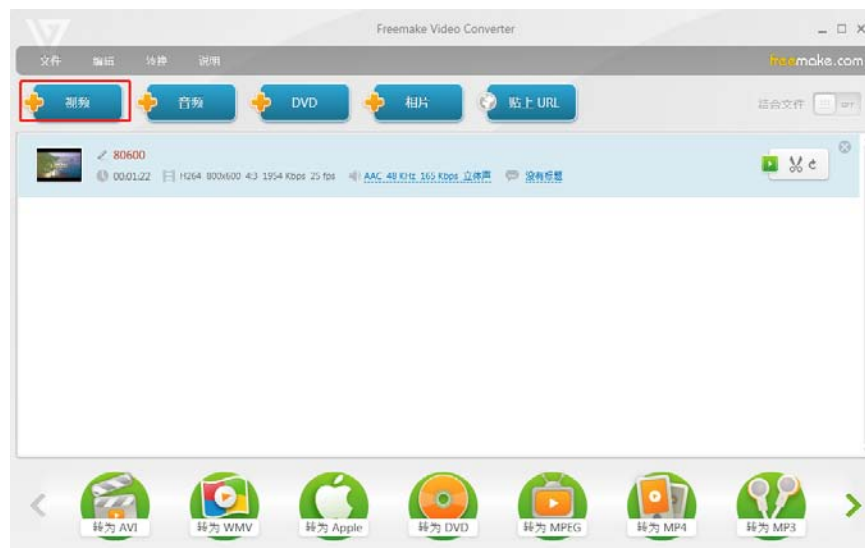 Freemake Video Converter
文件 编辑 转换 说明
freemake.com
视频 音频 DVD 相片 贴上 URL
结合文件 OFF
80600
00:01:22 H264 800x600 4:3 1954 Kbps 25 fps AAC 48 KHz 165 Kbps 立体声 没有标题
转为 AVI 转为 WMV 转为 Apple 转为 DVD 转为 MPEG 转为 MP4 转为 MP3